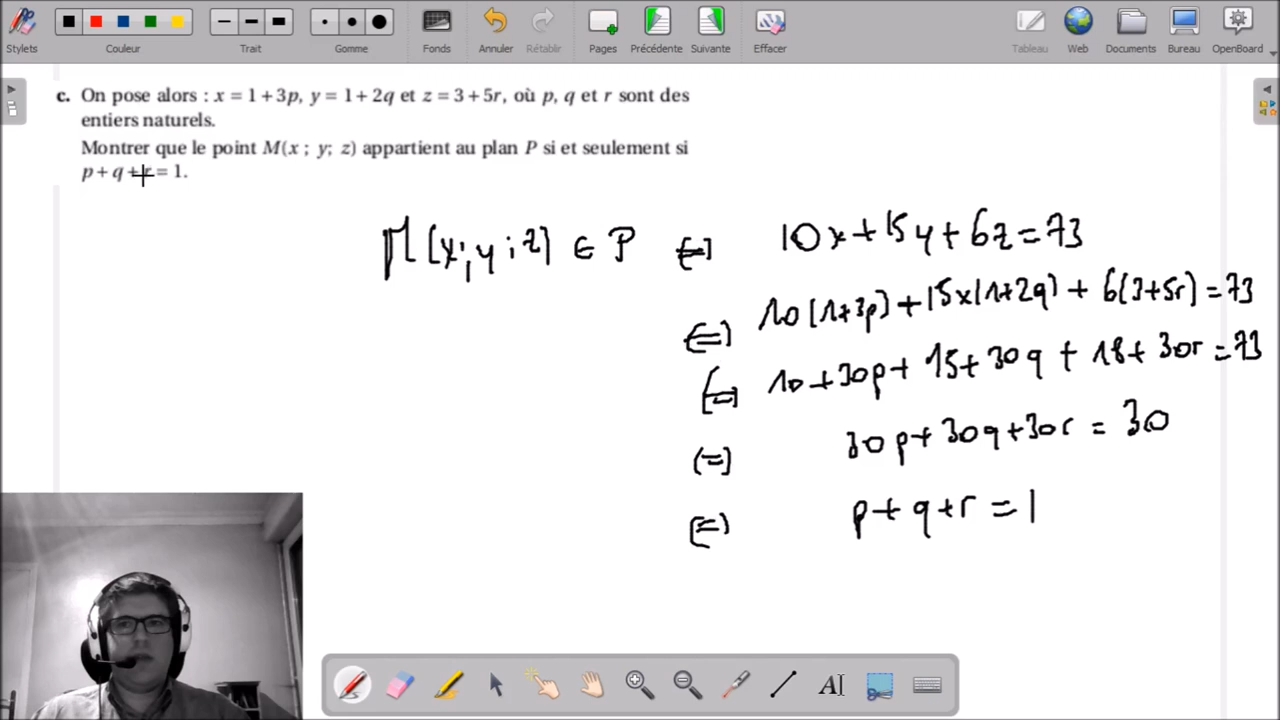 Stylets Couleur Trait Gomme Fonds Annuler Rétablir Pages Précédente Suivante Effacer Tableau Web Documents Bureau OpenBoard
c. On pose alors : x = 1 + 3p, y = 1 + 2q et z = 3 + 5r, où p, q et r sont des
entiers naturels.
Montrer que le point M(x ; y; z) appartient au plan P si et seulement si
p + q + r = 1.
M(x;y;z) ∈ P (=) 10x+15y+6z=73
(=) 10(1+3p)+15×(1+2q)+6(3+5r)=73
(=) 10+30p+15+30q+18+30r=73
(=) 30p+30q+30r=30
(=) p+q+r=1
AI